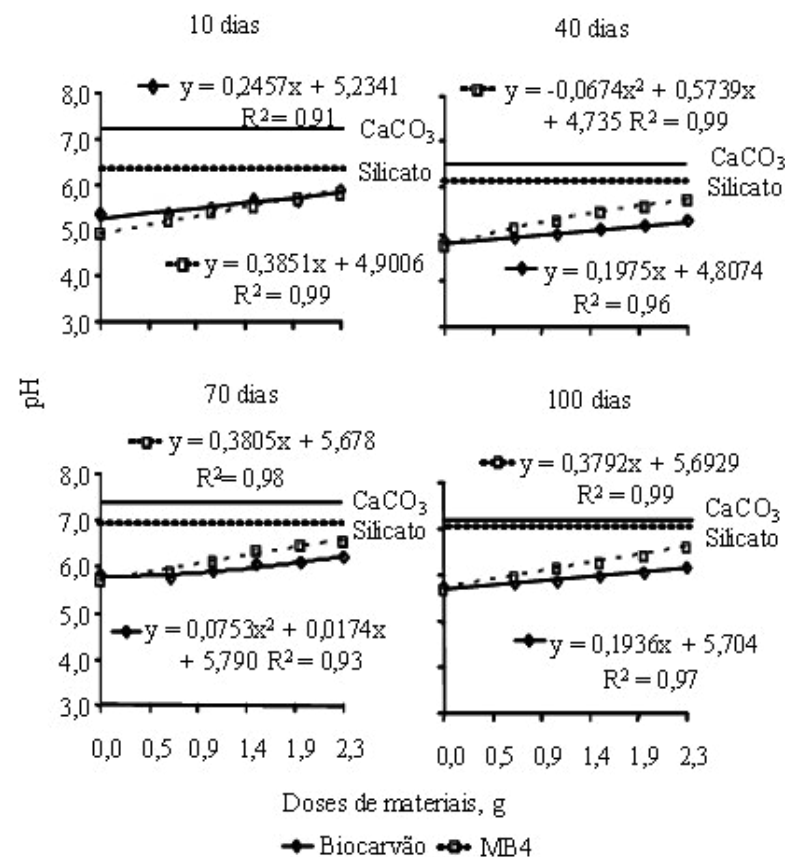 10 dias
y = 0,2457x + 5,2341
R² = 0,91
8,0
7,0
6,0
5,0
4,0
3,0
CaCO₃
Silicato
y = 0,3851x + 4,9006
R² = 0,99
40 dias
y = -0,0674x² + 0,5739x
+ 4,735 R² = 0,99
CaCO₃
Silicato
y = 0,1975x + 4,8074
R² = 0,96
pH
70 dias
y = 0,3805x + 5,678
R² = 0,98
8,0
7,0
6,0
5,0
4,0
3,0
CaCO₃
Silicato
y = 0,0753x² + 0,0174x
+ 5,790 R² = 0,93
0,0 0,5 0,9 1,4 1,9 2,3
100 dias
y = 0,3792x + 5,6929
R² = 0,99
CaCO₃
Silicato
y = 0,1936x + 5,704
R² = 0,97
0,0 0,5 0,9 1,4 1,9 2,3
Doses de materiais, g
Biocarvão MB4